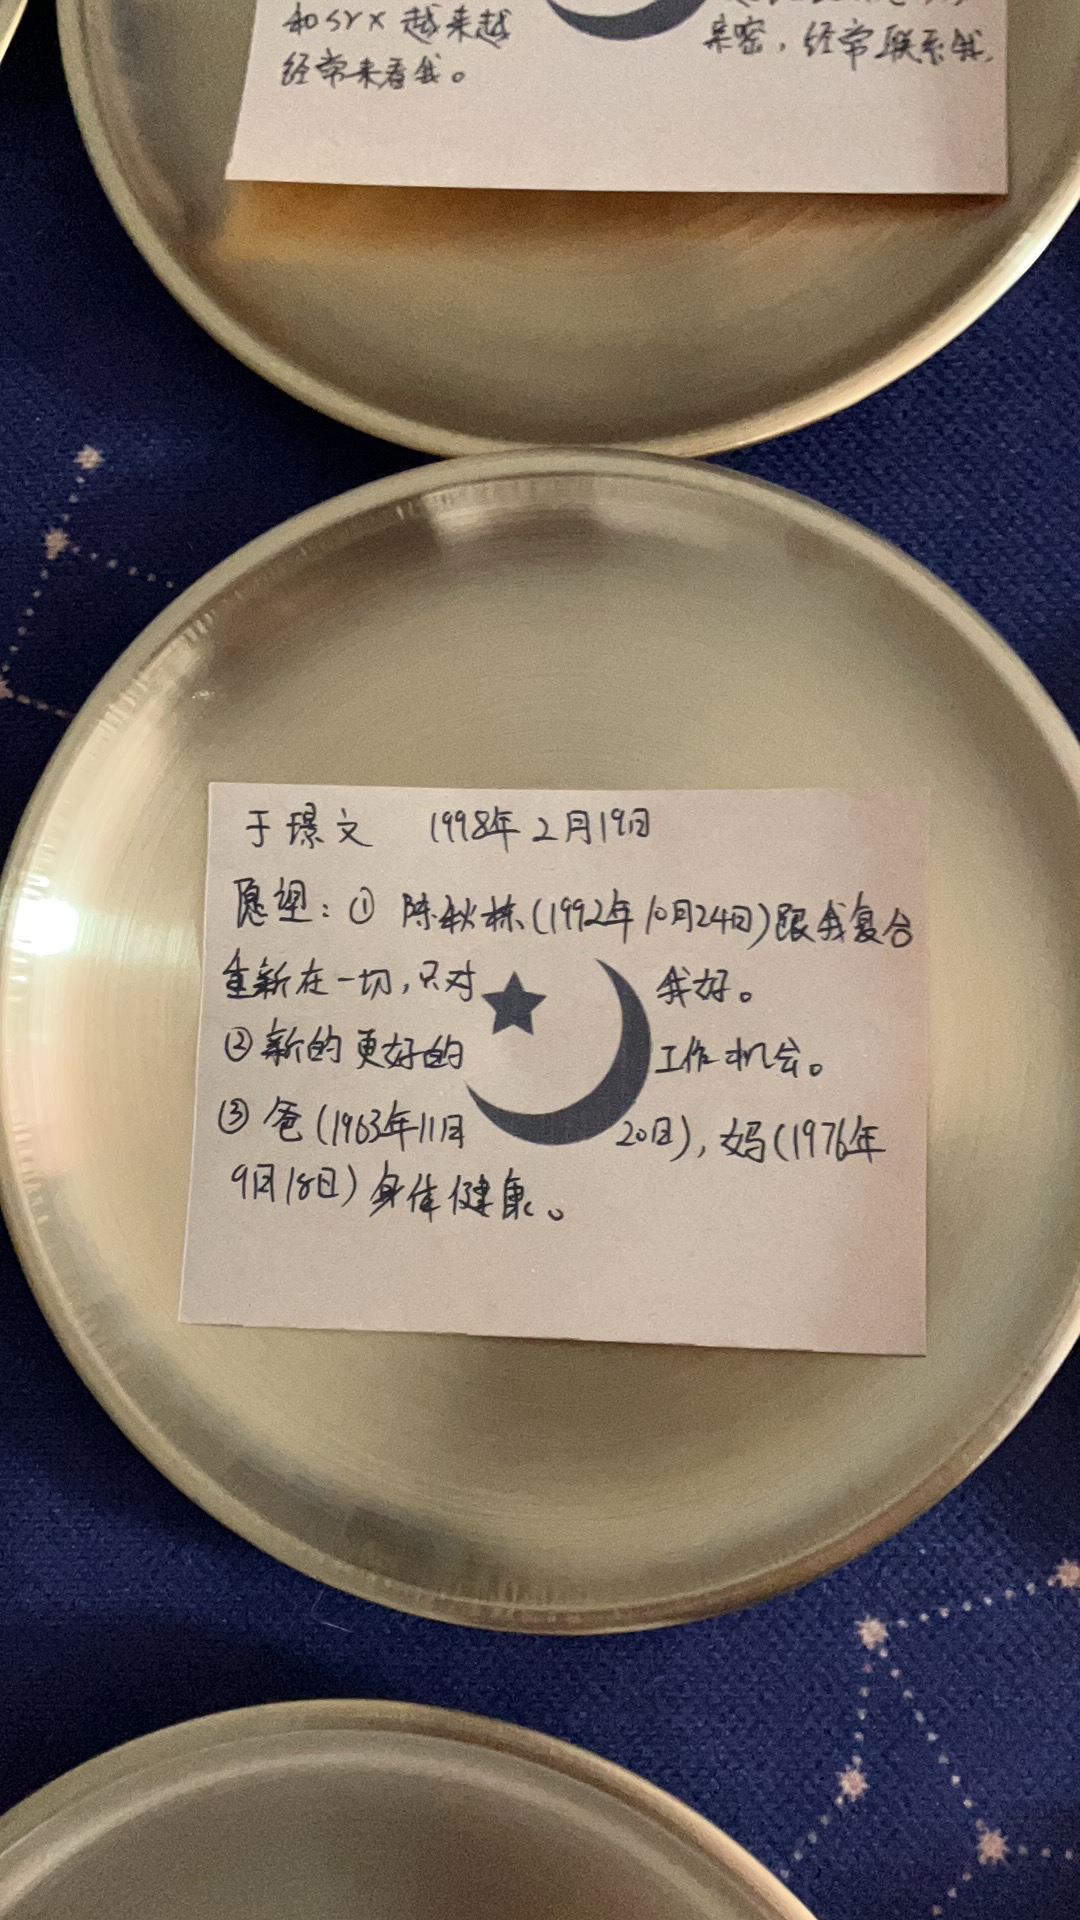 和srx 越来越
亲密，经常联系我，
经常来看我。
于璟文 1998年2月19日
愿望：① 陈秋栋(1992年10月24日)跟我复合
重新在一切，只对我好。
②新的更好的工作机会。
③爸(1963年11月20日)，妈(1976年
9月18日)身体健康。